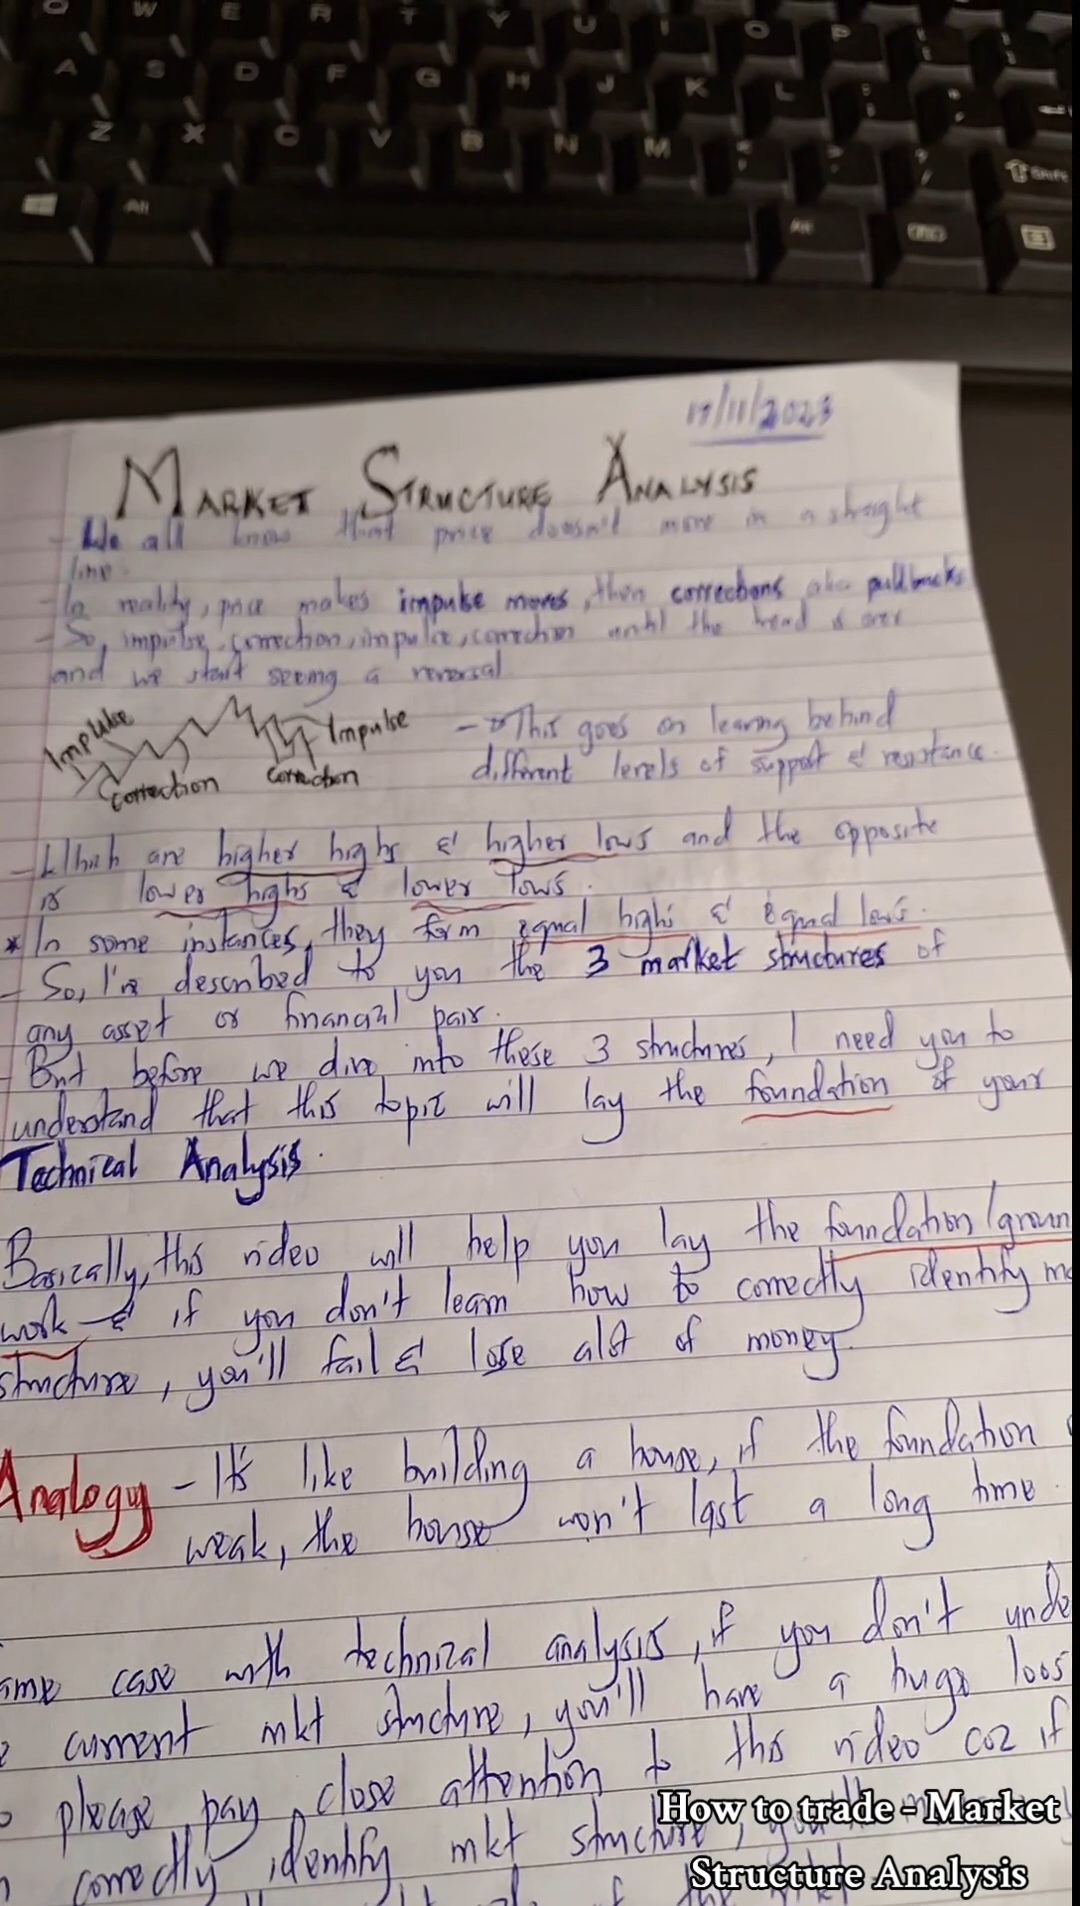 Q W E R T Y U I O P
A S D F G H J K L
Z X C V B N M
Shift
Alt
Alt
/11/2023
MARKET STRUCTURE ANALYSIS
- We all know that price doesn't move in a straight
line.
- In reality, price makes impulse moves, then corrections aka pullbacks
- So, impulse, correction, impulse, correction until the trend is over
and we start seeing a reversal
Impulse
Correction
Impulse
Correction
- This goes on leaving behind
different levels of support & resistance.
- Which are higher highs & higher lows and the opposite
is lower highs & lower lows.
* In some instances, they form equal highs & equal lows.
- So, I've described to you the 3 market structures of
any asset or financial pair.
- But before we dive into these 3 structures, I need you to
understand that this topic will lay the foundation of your
Technical Analysis.
Basically, this video will help you lay the foundation/groun
work & if you don't learn how to correctly identify m
structure, you'll fail & lose alot of money.
Analogy - It's like building a house, if the foundation
weak, the house won't last a long time.
ame case with technical analysis, if you don't unde
current mkt structure, you'll have a huge loos
please pay close attention to this video coz if
correctly identify mkt structure,
How to trade - Market
Structure Analysis